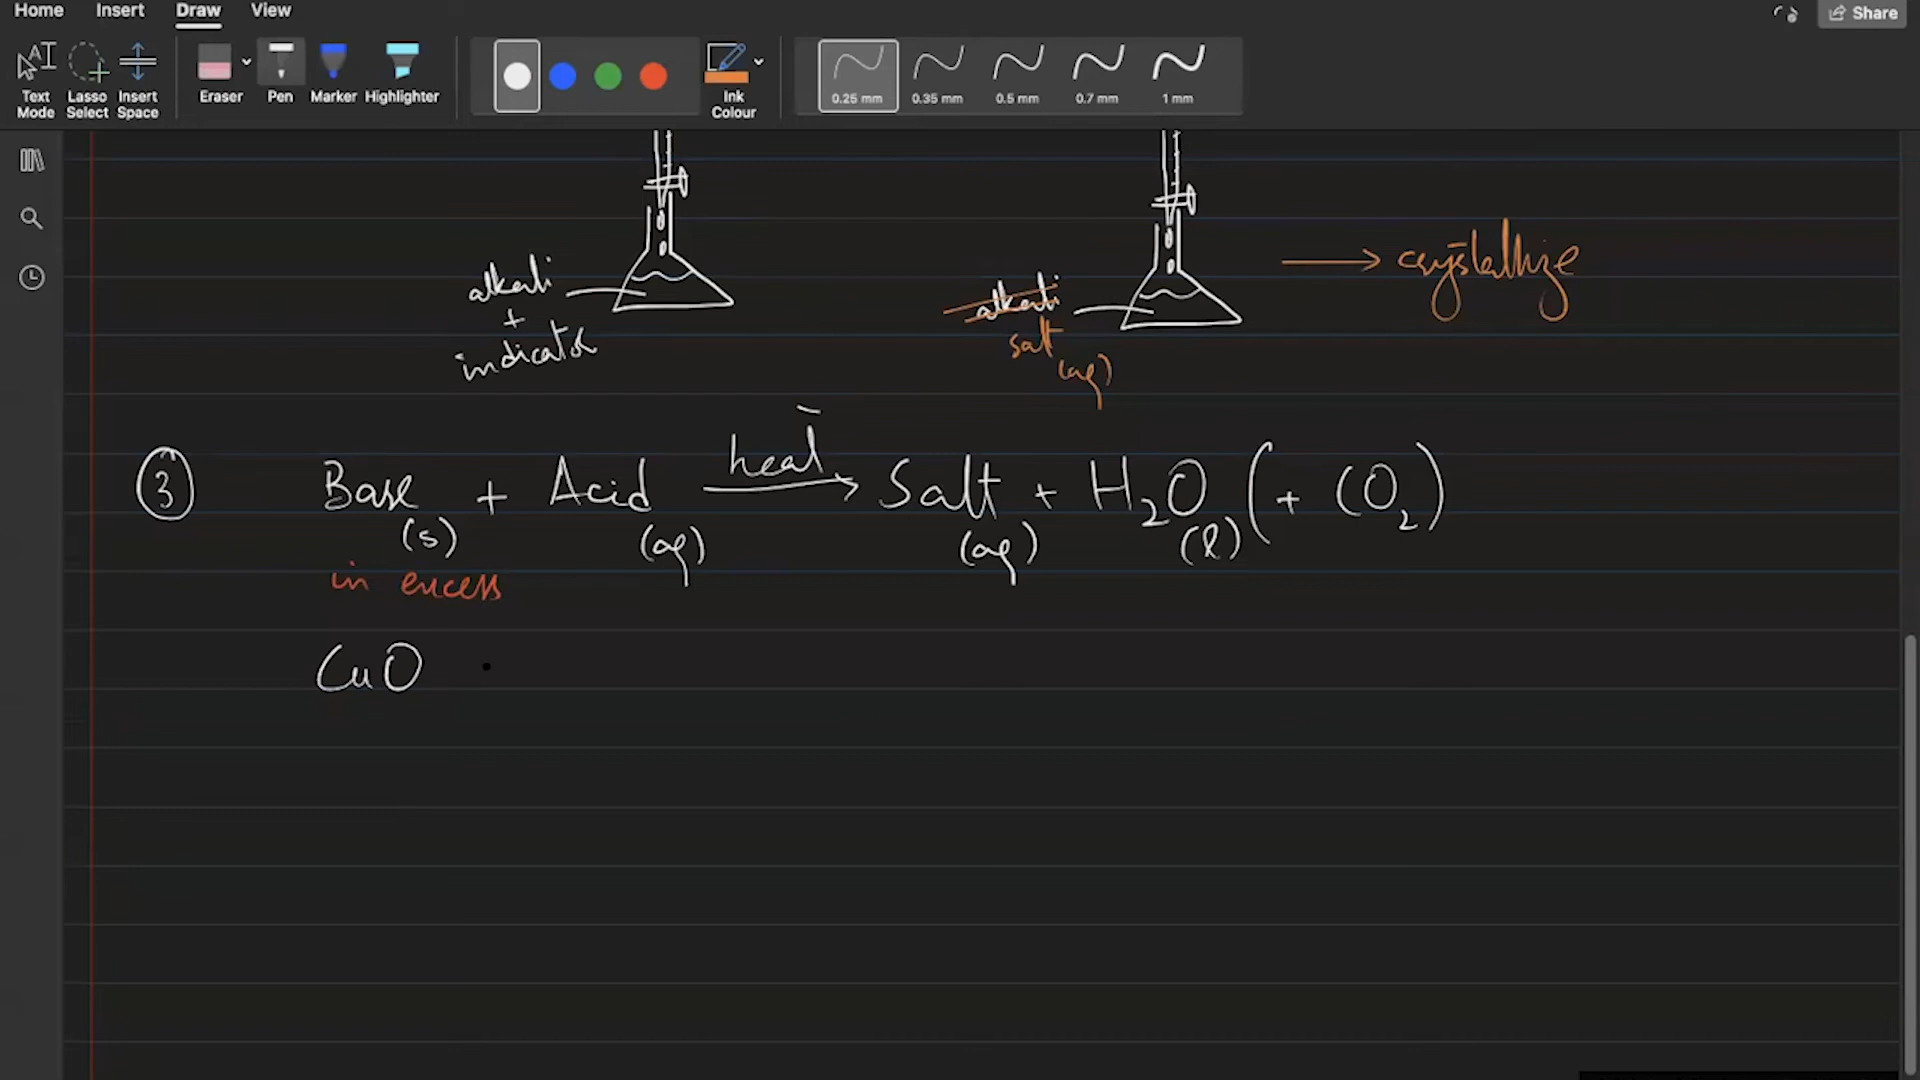 Home Insert Draw View Share
Text Mode Lasso Select Insert Space Eraser Pen Marker Highlighter Ink Colour 0.25 mm 0.35 mm 0.5 mm 0.7 mm 1 mm
alkali
+
indicator
alkali
salt
(aq)
→ crystallize
③ Base + Acid heat → Salt + H₂O (+ CO₂)
(s) (aq) (aq) (l)
in excess
CuO